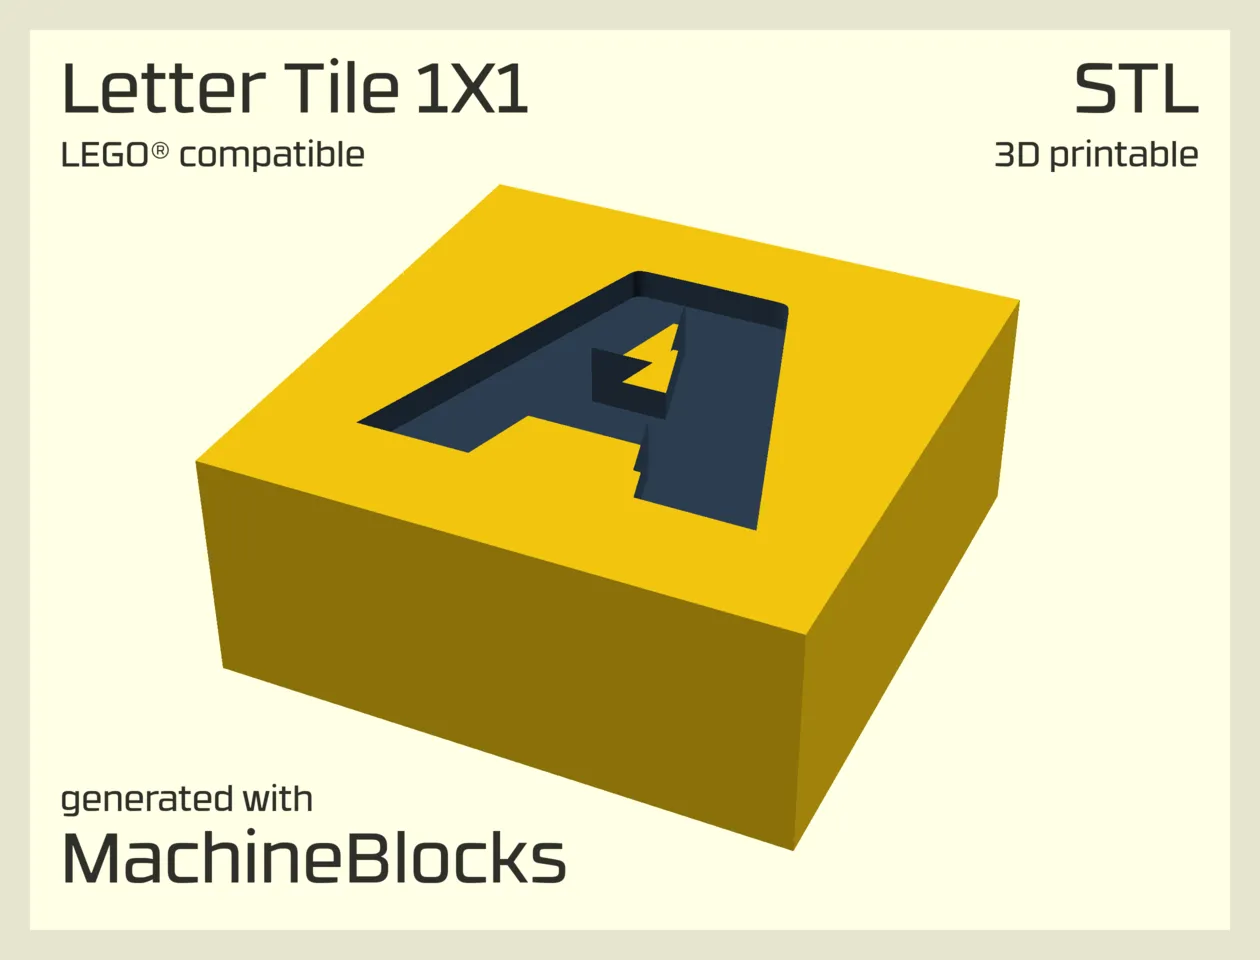 Letter Tile 1X1
STL
LEGO® compatible
3D printable
A
generated with
MachineBlocks